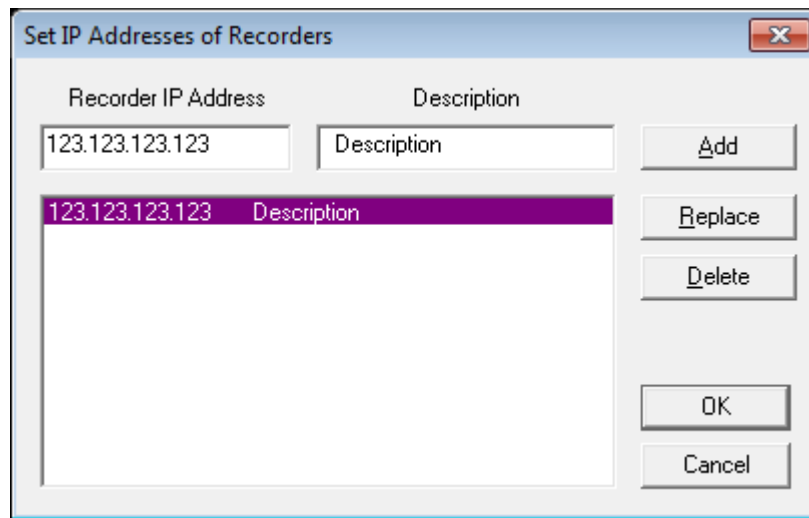 Set IP Addresses of Recorders
Recorder IP Address Description
123.123.123.123 Description Add
123.123.123.123 Description Replace
Delete
OK
Cancel